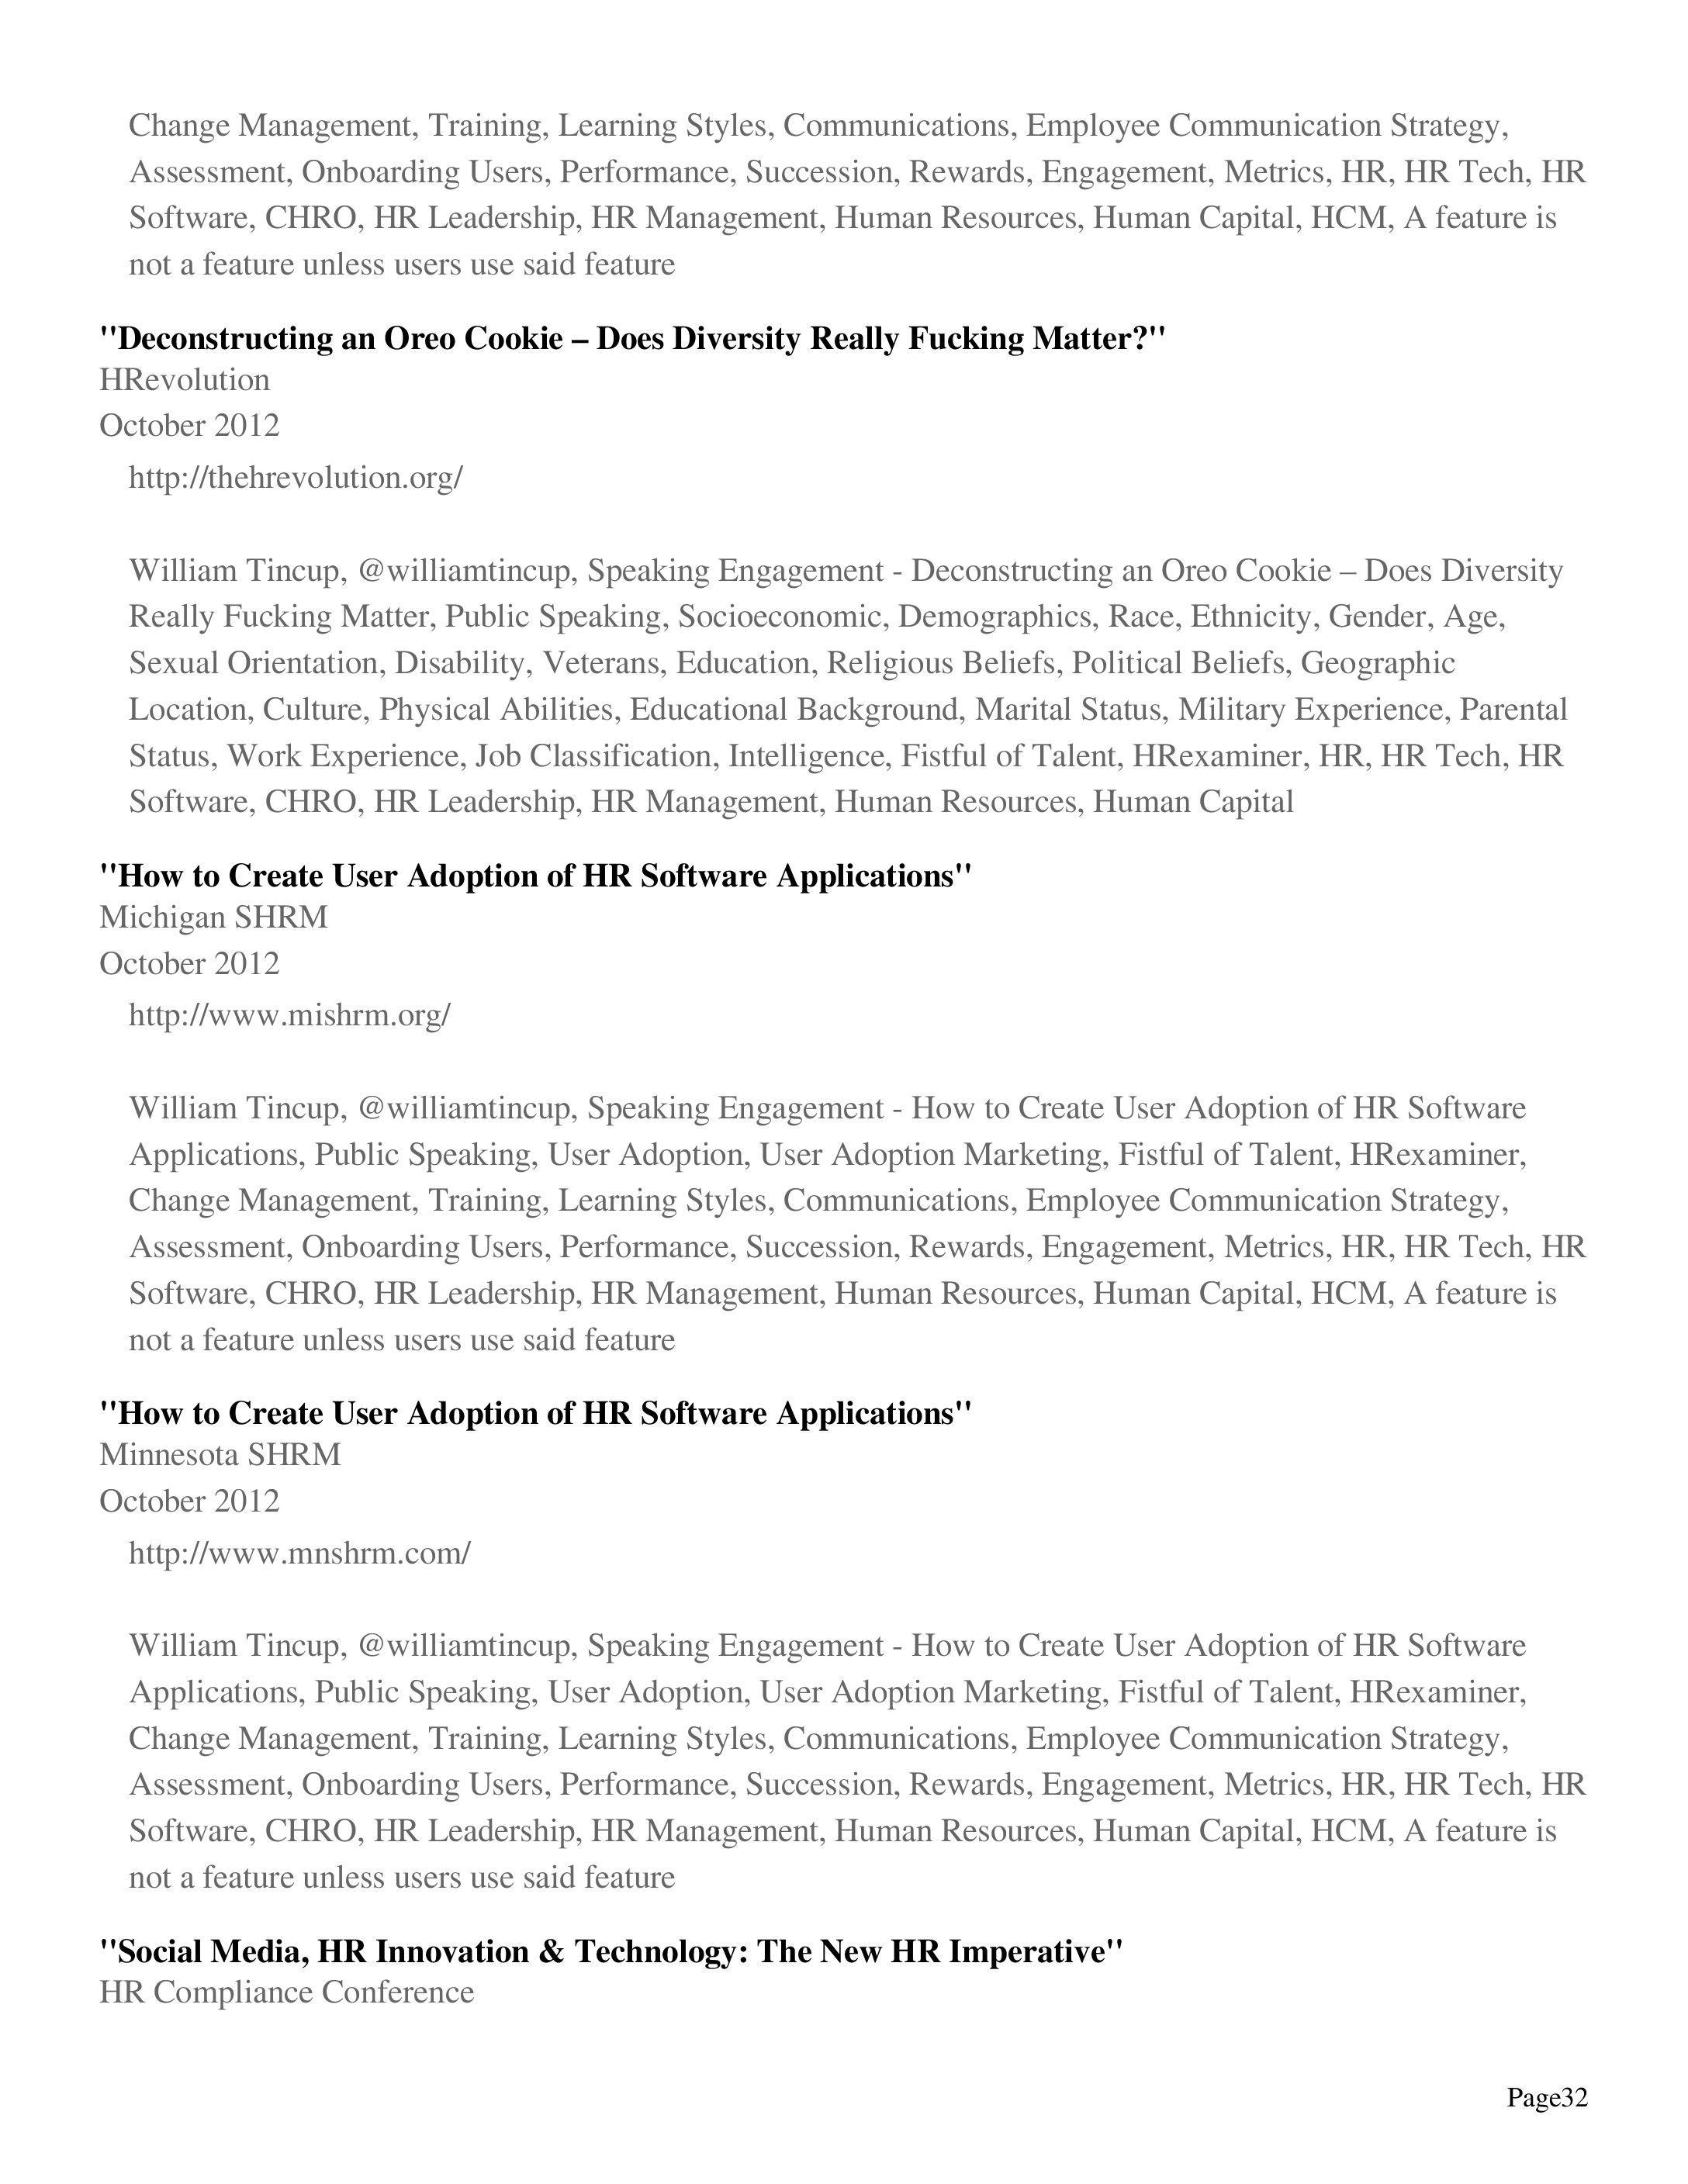 Change Management, Training, Learning Styles, Communications, Employee Communication Strategy,
Assessment, Onboarding Users, Performance, Succession, Rewards, Engagement, Metrics, HR, HR Tech, HR
Software, CHRO, HR Leadership, HR Management, Human Resources, Human Capital, HCM, A feature is
not a feature unless users use said feature
"Deconstructing an Oreo Cookie – Does Diversity Really Fucking Matter?"
HRevolution
October 2012
http://thehrevolution.org/
William Tincup, @williamtincup, Speaking Engagement - Deconstructing an Oreo Cookie – Does Diversity
Really Fucking Matter, Public Speaking, Socioeconomic, Demographics, Race, Ethnicity, Gender, Age,
Sexual Orientation, Disability, Veterans, Education, Religious Beliefs, Political Beliefs, Geographic
Location, Culture, Physical Abilities, Educational Background, Marital Status, Military Experience, Parental
Status, Work Experience, Job Classification, Intelligence, Fistful of Talent, HRexaminer, HR, HR Tech, HR
Software, CHRO, HR Leadership, HR Management, Human Resources, Human Capital
"How to Create User Adoption of HR Software Applications"
Michigan SHRM
October 2012
http://www.mishrm.org/
William Tincup, @williamtincup, Speaking Engagement - How to Create User Adoption of HR Software
Applications, Public Speaking, User Adoption, User Adoption Marketing, Fistful of Talent, HRexaminer,
Change Management, Training, Learning Styles, Communications, Employee Communication Strategy,
Assessment, Onboarding Users, Performance, Succession, Rewards, Engagement, Metrics, HR, HR Tech, HR
Software, CHRO, HR Leadership, HR Management, Human Resources, Human Capital, HCM, A feature is
not a feature unless users use said feature
"How to Create User Adoption of HR Software Applications"
Minnesota SHRM
October 2012
http://www.mnshrm.com/
William Tincup, @williamtincup, Speaking Engagement - How to Create User Adoption of HR Software
Applications, Public Speaking, User Adoption, User Adoption Marketing, Fistful of Talent, HRexaminer,
Change Management, Training, Learning Styles, Communications, Employee Communication Strategy,
Assessment, Onboarding Users, Performance, Succession, Rewards, Engagement, Metrics, HR, HR Tech, HR
Software, CHRO, HR Leadership, HR Management, Human Resources, Human Capital, HCM, A feature is
not a feature unless users use said feature
"Social Media, HR Innovation & Technology: The New HR Imperative"
HR Compliance Conference
Page32